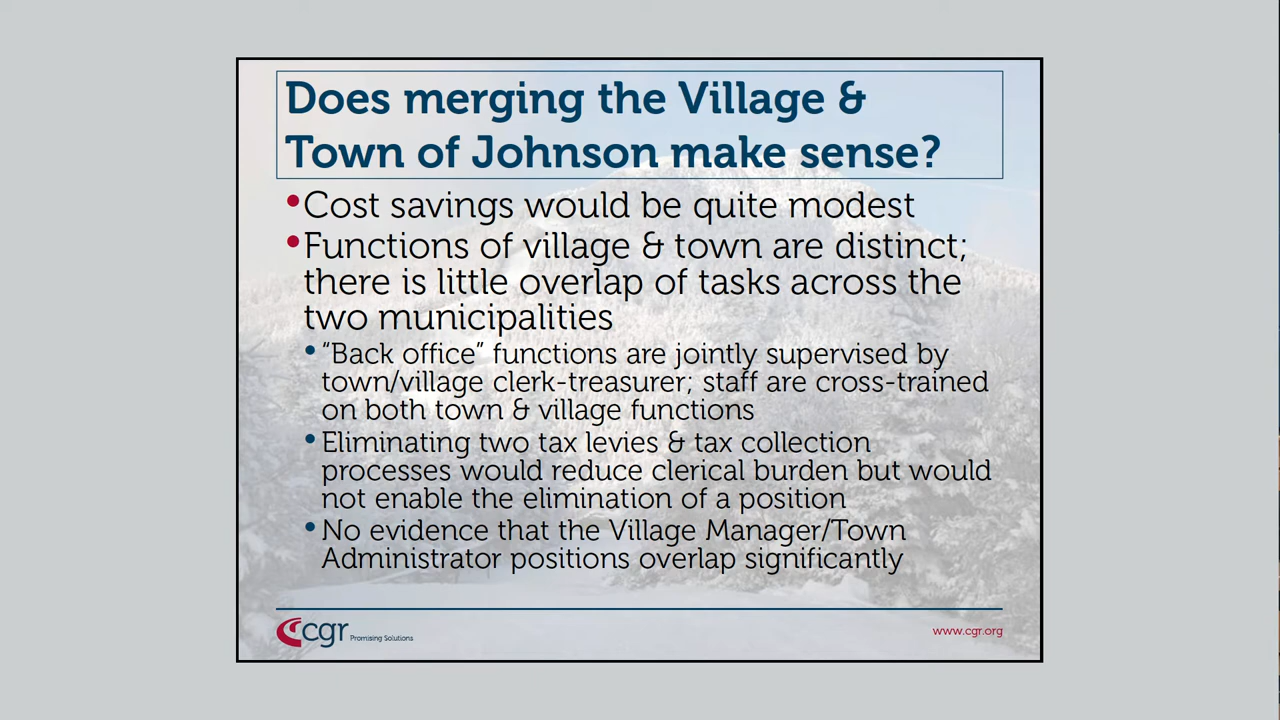 Does merging the Village &
Town of Johnson make sense?
•Cost savings would be quite modest
•Functions of village & town are distinct;
there is little overlap of tasks across the
two municipalities
•“Back office” functions are jointly supervised by
town/village clerk-treasurer; staff are cross-trained
on both town & village functions
•Eliminating two tax levies & tax collection
processes would reduce clerical burden but would
not enable the elimination of a position
•No evidence that the Village Manager/Town
Administrator positions overlap significantly
cgr Promising Solutions
www.cgr.org